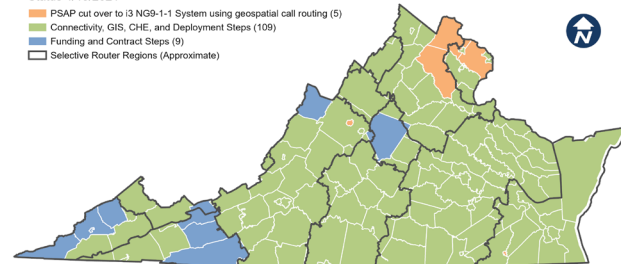 PSAP cut over to i3 NG9-1-1 System using geospatial call routing (5)
Connectivity, GIS, CHE, and Deployment Steps (109)
Funding and Contract Steps (9)
Selective Router Regions (Approximate)
N